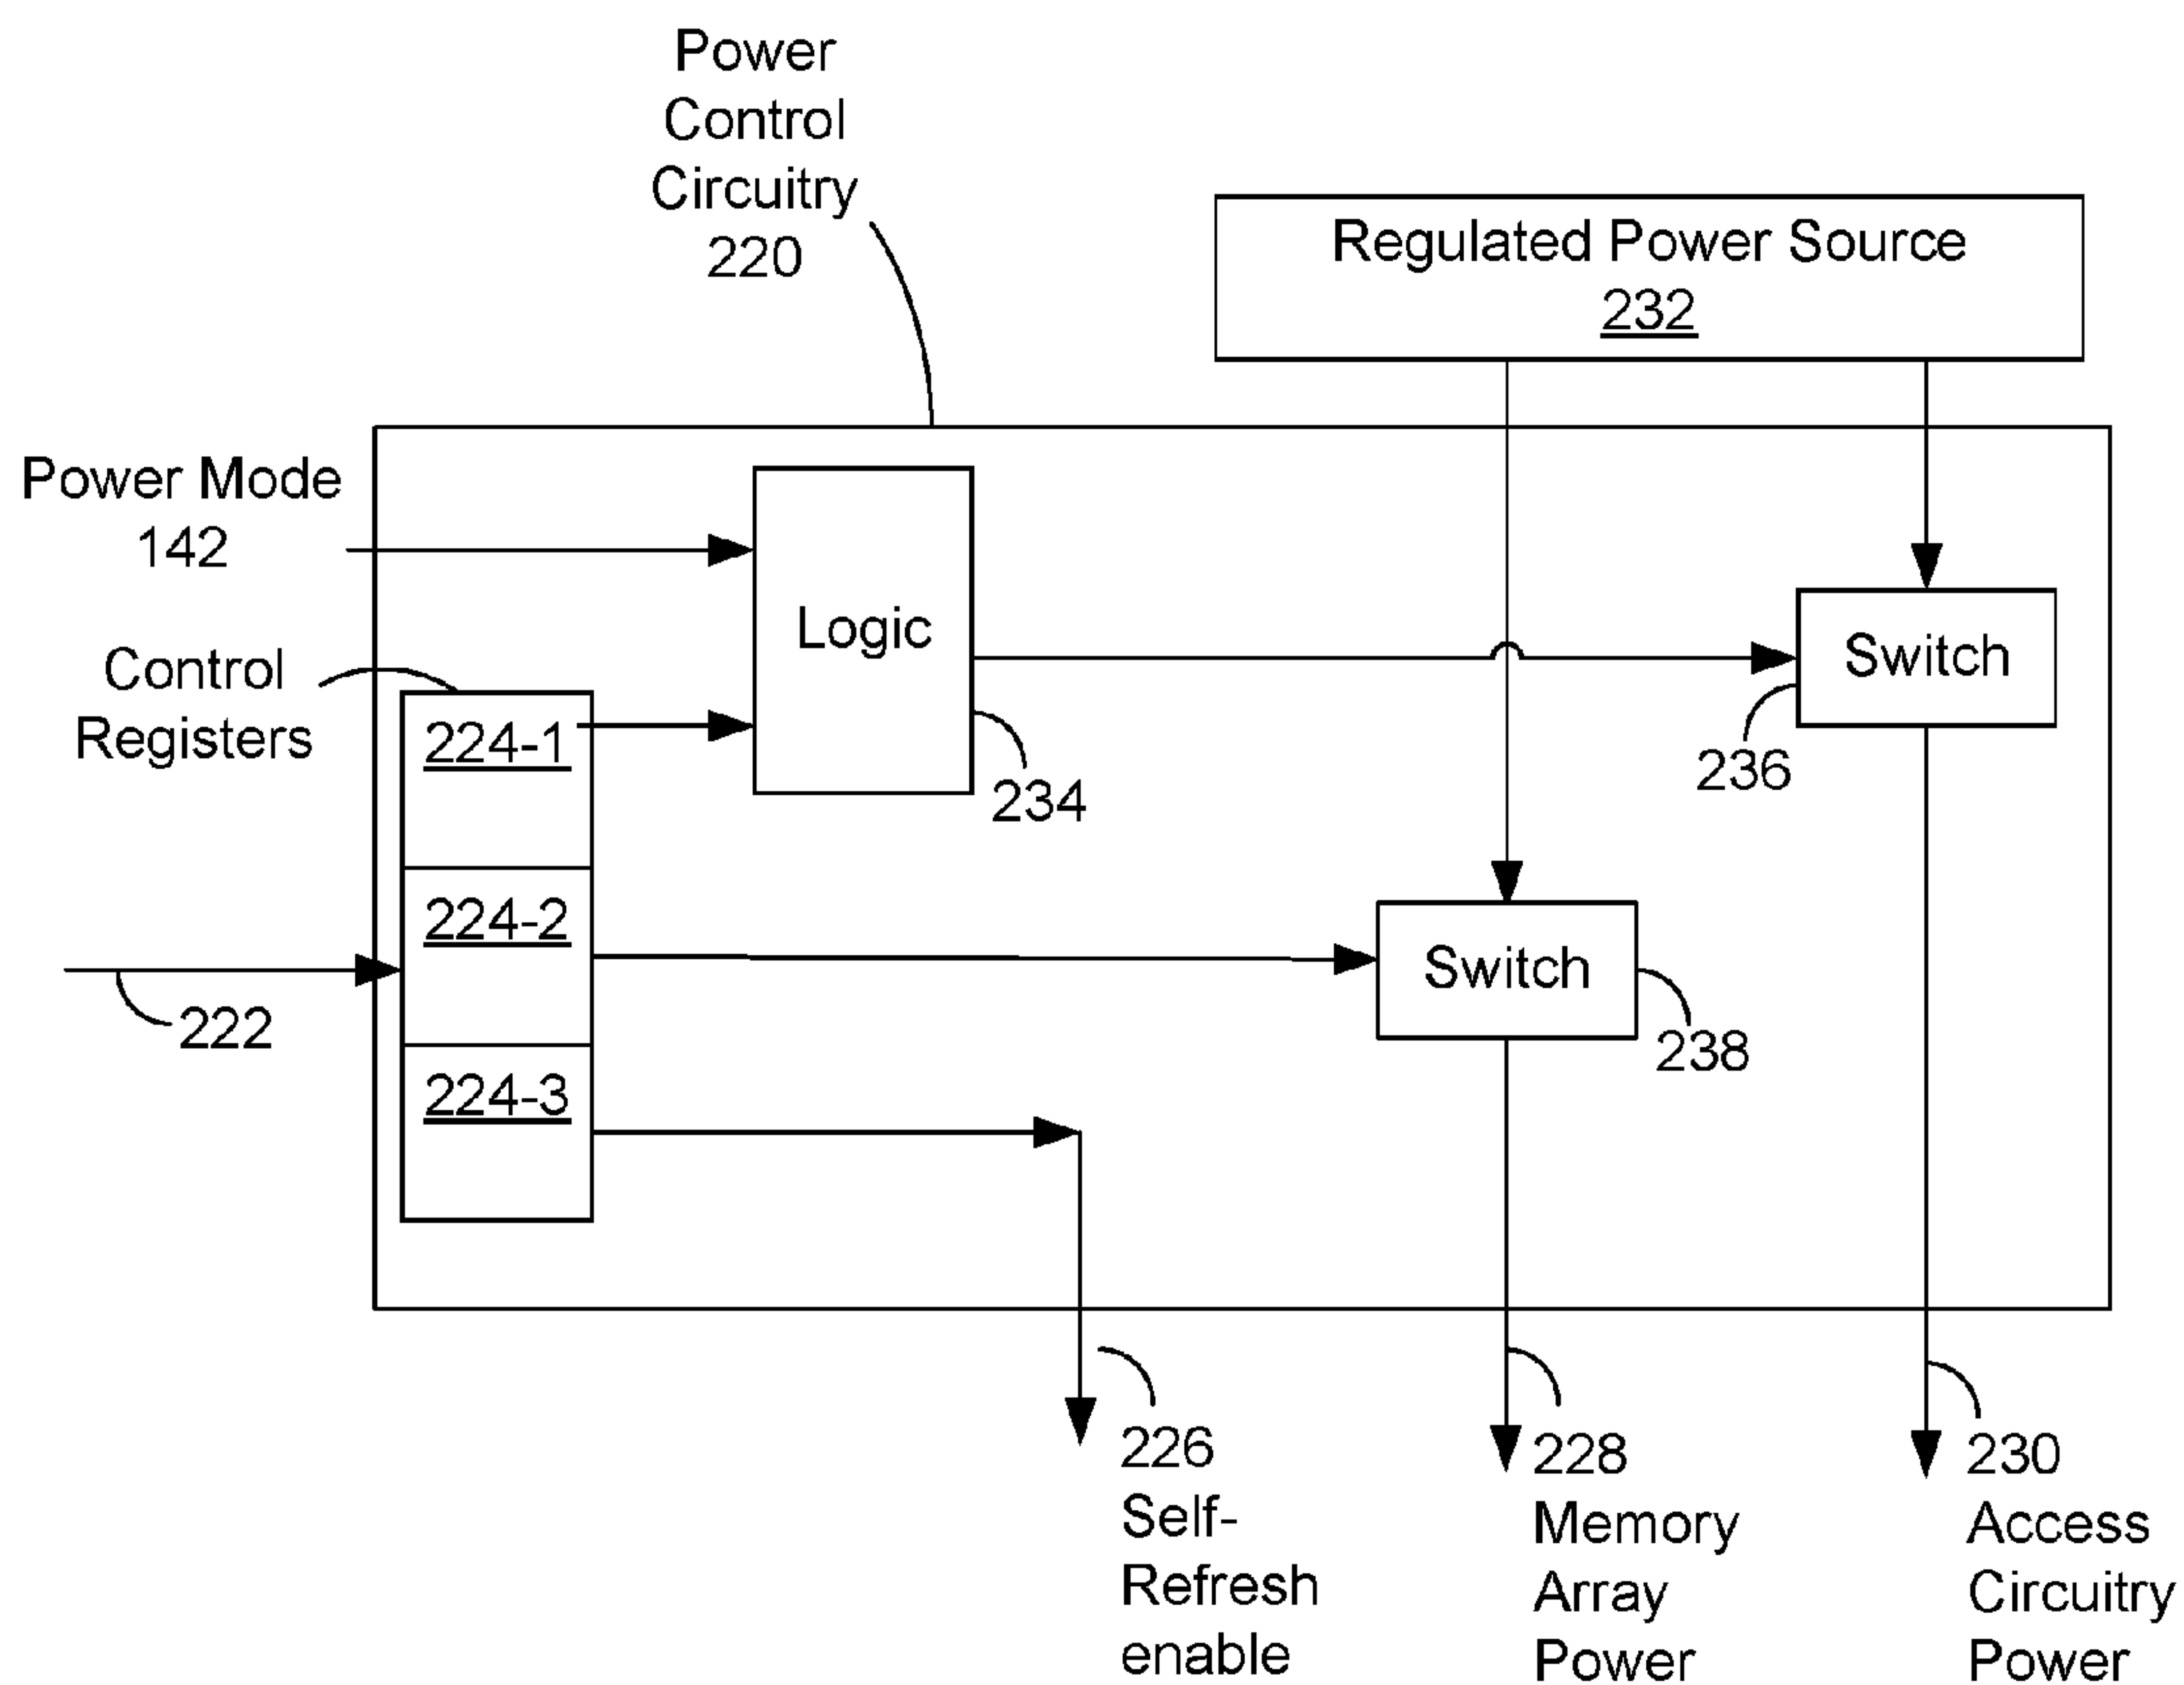 Power
Control
Circuitry
220
Regulated Power Source
232
Power Mode
142
Logic
Switch
Control
Registers
224-1
236
234
224-2
Switch
222
238
224-3
226
Self-
Refresh
enable
228
Memory
Array
Power
230
Access
Circuitry
Power